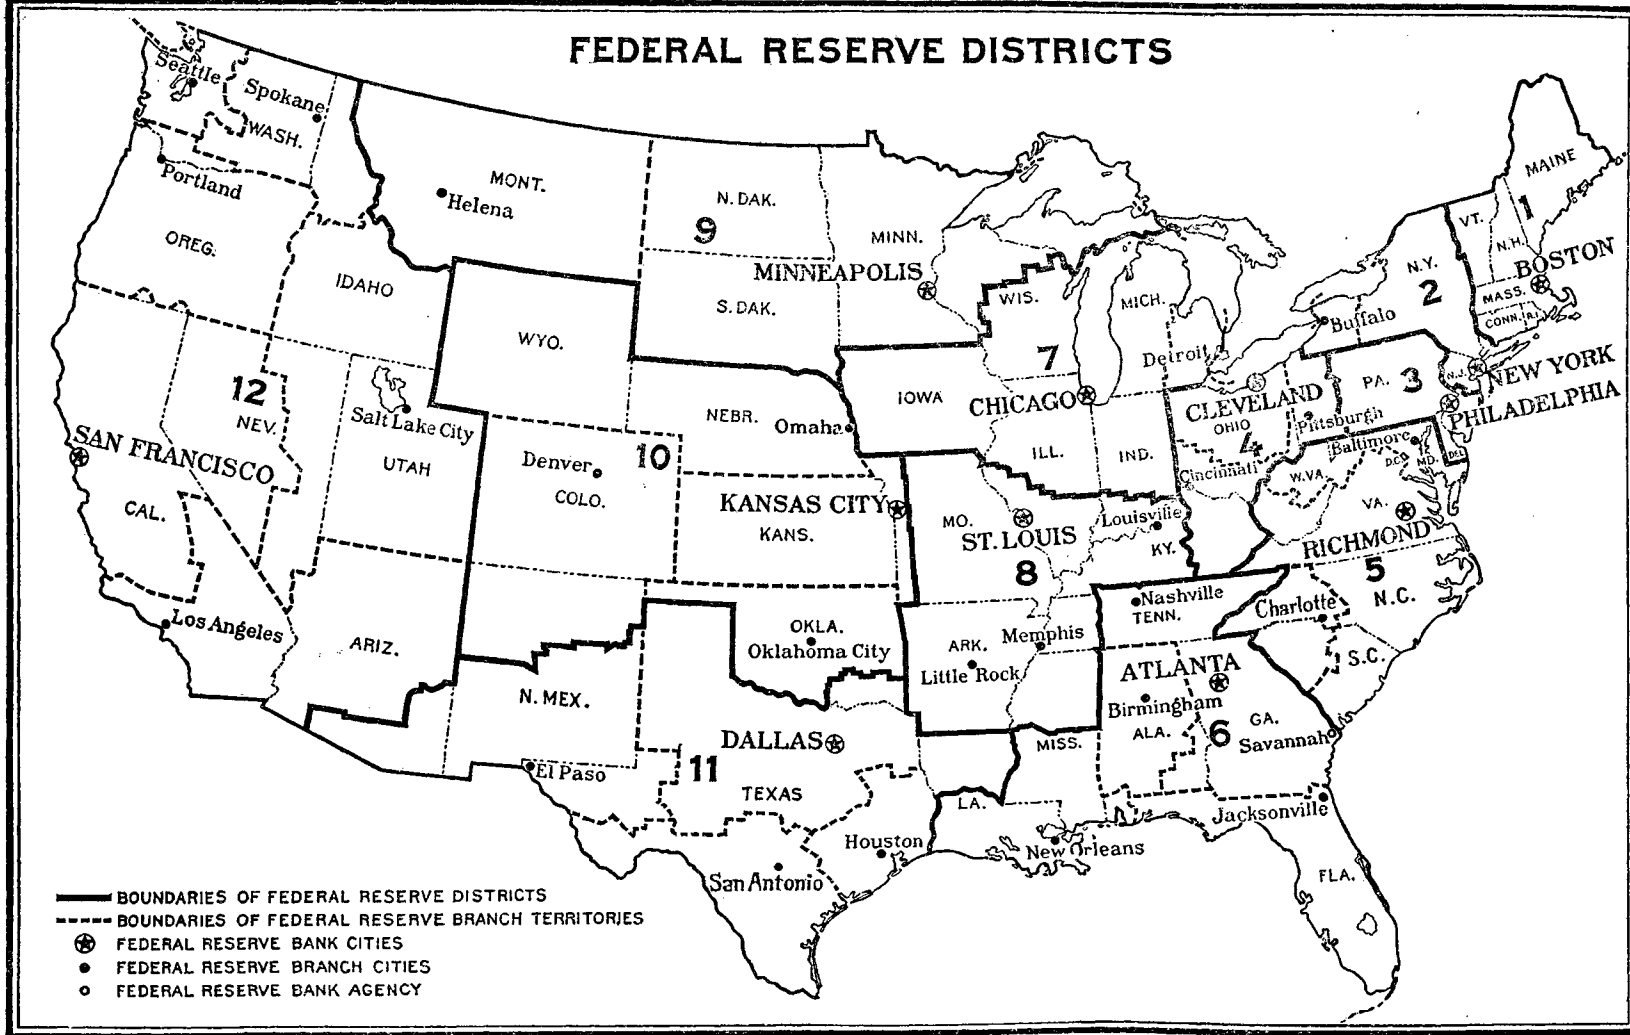 FEDERAL RESERVE DISTRICTS
Seattle
Spokane
WASH.
Portland
OREG.
MONT.
Helena
IDAHO
N. DAK.
9
MINN.
MINNEAPOLIS
S. DAK.
WYO.
WIS.
MICH.
7
Detroit
IOWA
CHICAGO
ILL.
IND.
MAINE
VT.
1
N.H.
BOSTON
N.Y.
2
MASS.
CONN.
R.I.
Buffalo
NEW YORK
N.J.
PA.
3
PHILADELPHIA
CLEVELAND
OHIO
4
Pittsburgh
Cincinnati
Baltimore
D.C.
MD.
DEL.
W.VA.
VA.
RICHMOND
5
N.C.
Charlotte
S.C.
12
NEV.
Salt Lake City
UTAH
SAN FRANCISCO
CAL.
Los Angeles
ARIZ.
NEBR.
Omaha
10
Denver
COLO.
KANSAS CITY
KANS.
MO.
ST. LOUIS
8
Louisville
KY.
Nashville
TENN.
Memphis
ARK.
Little Rock
OKLA.
Oklahoma City
N. MEX.
El Paso
DALLAS
11
TEXAS
Houston
San Antonio
LA.
New Orleans
MISS.
ATLANTA
Birmingham
ALA.
6
GA.
Savannah
Jacksonville
FLA.
BOUNDARIES OF FEDERAL RESERVE DISTRICTS
BOUNDARIES OF FEDERAL RESERVE BRANCH TERRITORIES
FEDERAL RESERVE BANK CITIES
FEDERAL RESERVE BRANCH CITIES
FEDERAL RESERVE BANK AGENCY